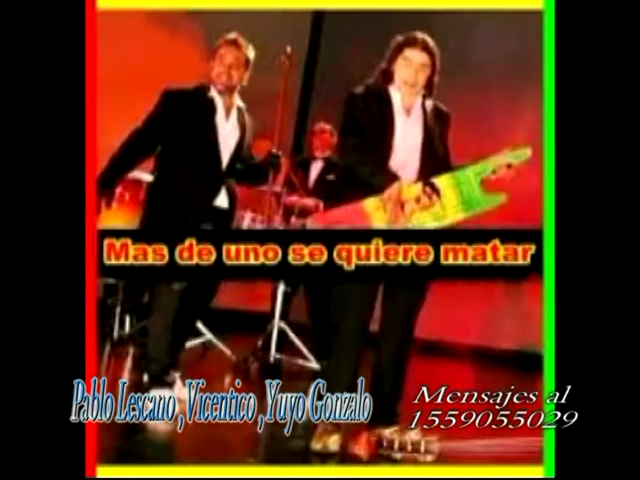 Mas de uno se quiere matar
Pablo Lescano , Vicentico , Yuyo Gonzalo
Mensajes al
1559055029